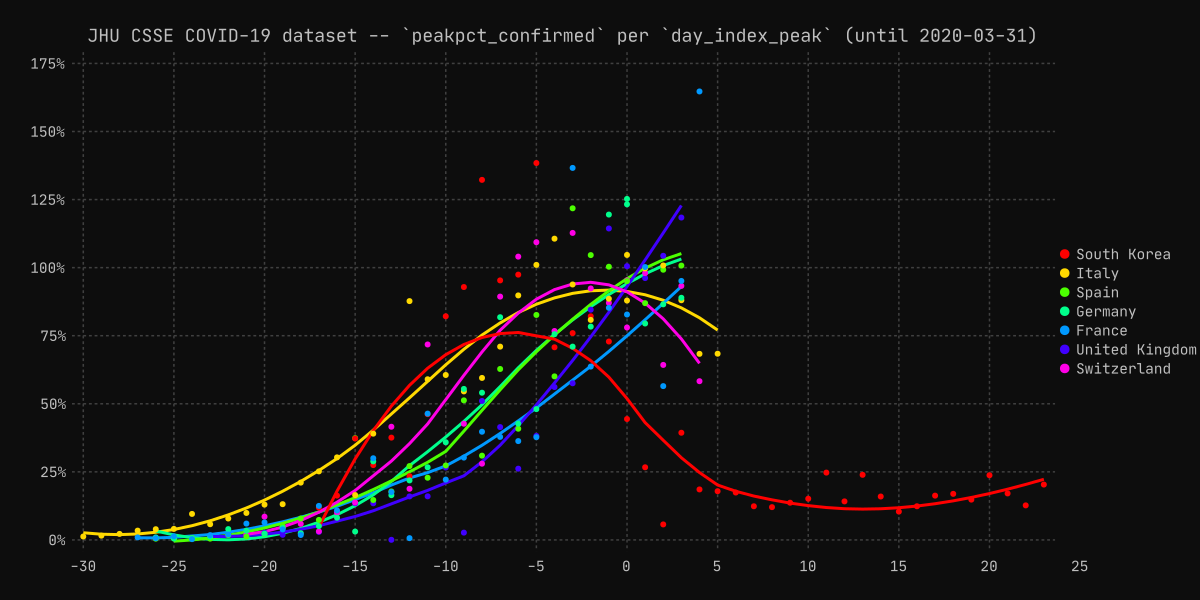 JHU CSSE COVID-19 dataset -- `peakpct_confirmed` per `day_index_peak` (until 2020-03-31)
175%
150%
125%
100%
75%
50%
25%
0%
-30 -25 -20 -15 -10 -5 0 5 10 15 20 25
South Korea
Italy
Spain
Germany
France
United Kingdom
Switzerland